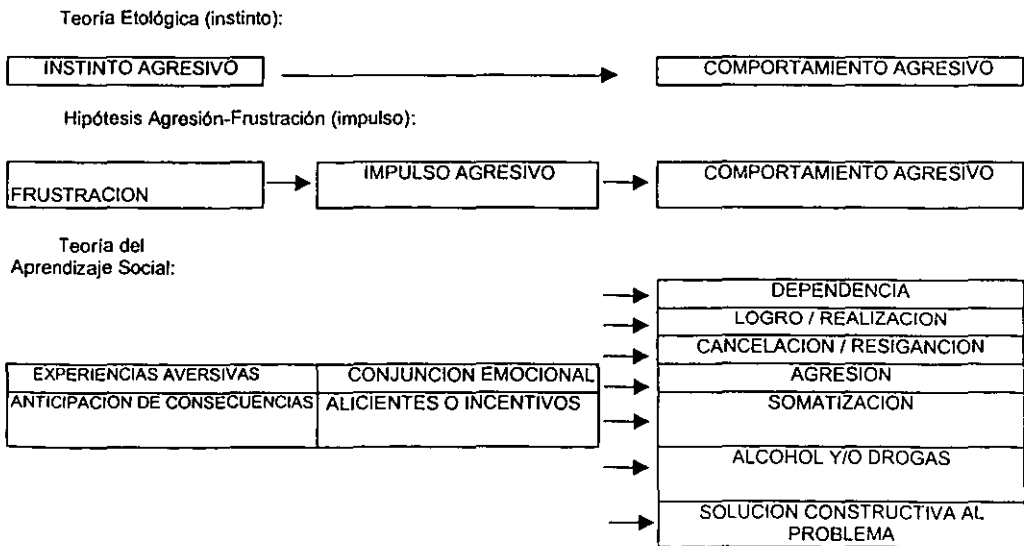 Teoría Etológica (instinto):
INSTINTO AGRESIVO
COMPORTAMIENTO AGRESIVO
Hipótesis Agresión-Frustración (impulso):
FRUSTRACION
IMPULSO AGRESIVO
COMPORTAMIENTO AGRESIVO
Teoría del
Aprendizaje Social:
EXPERIENCIAS AVERSIVAS
CONJUNCION EMOCIONAL
ANTICIPACION DE CONSECUENCIAS
ALICIENTES O INCENTIVOS
DEPENDENCIA
LOGRO / REALIZACION
CANCELACION / RESIGANCION
AGRESION
SOMATIZACION
ALCOHOL Y/O DROGAS
SOLUCION CONSTRUCTIVA AL
PROBLEMA